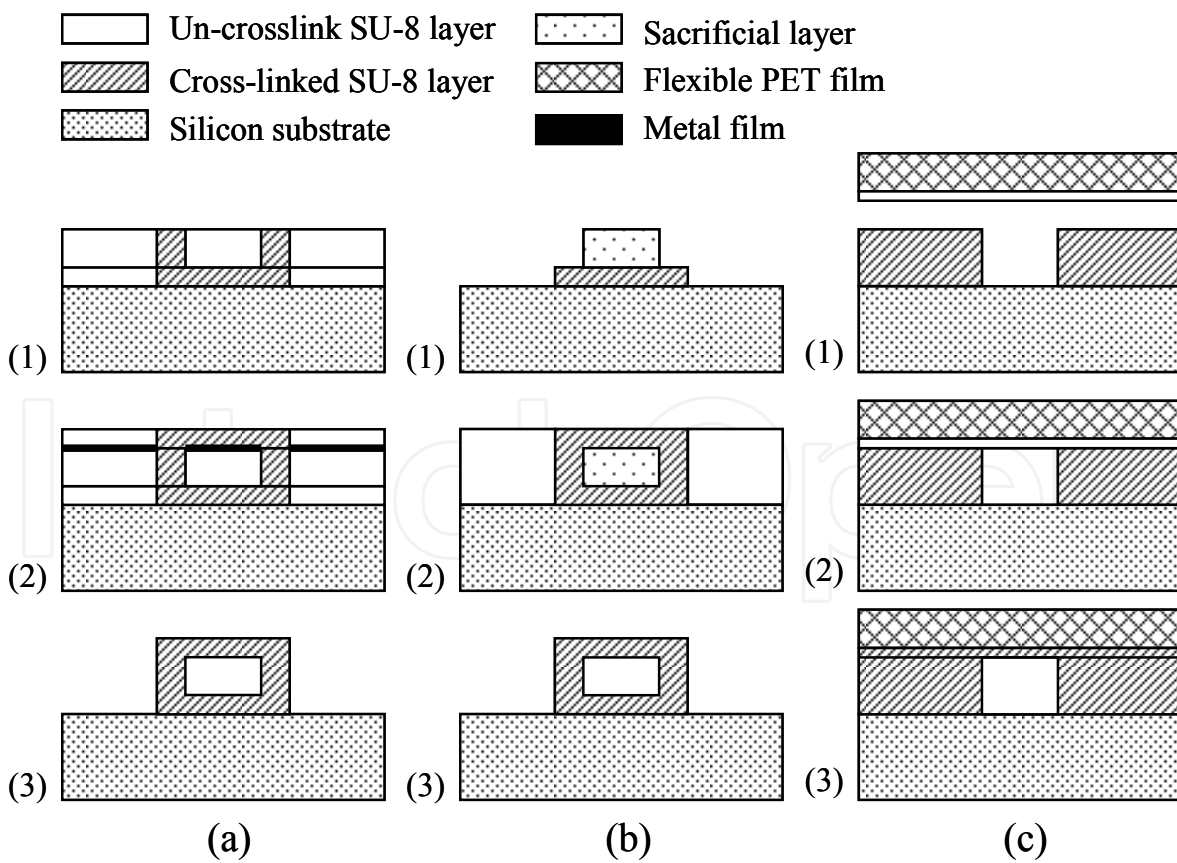 Un-crosslink SU-8 layer
Sacrificial layer
Cross-linked SU-8 layer
Flexible PET film
Silicon substrate
Metal film
(1)
(1)
(1)
(2)
(2)
(2)
(3)
(3)
(3)
(a)
(b)
(c)